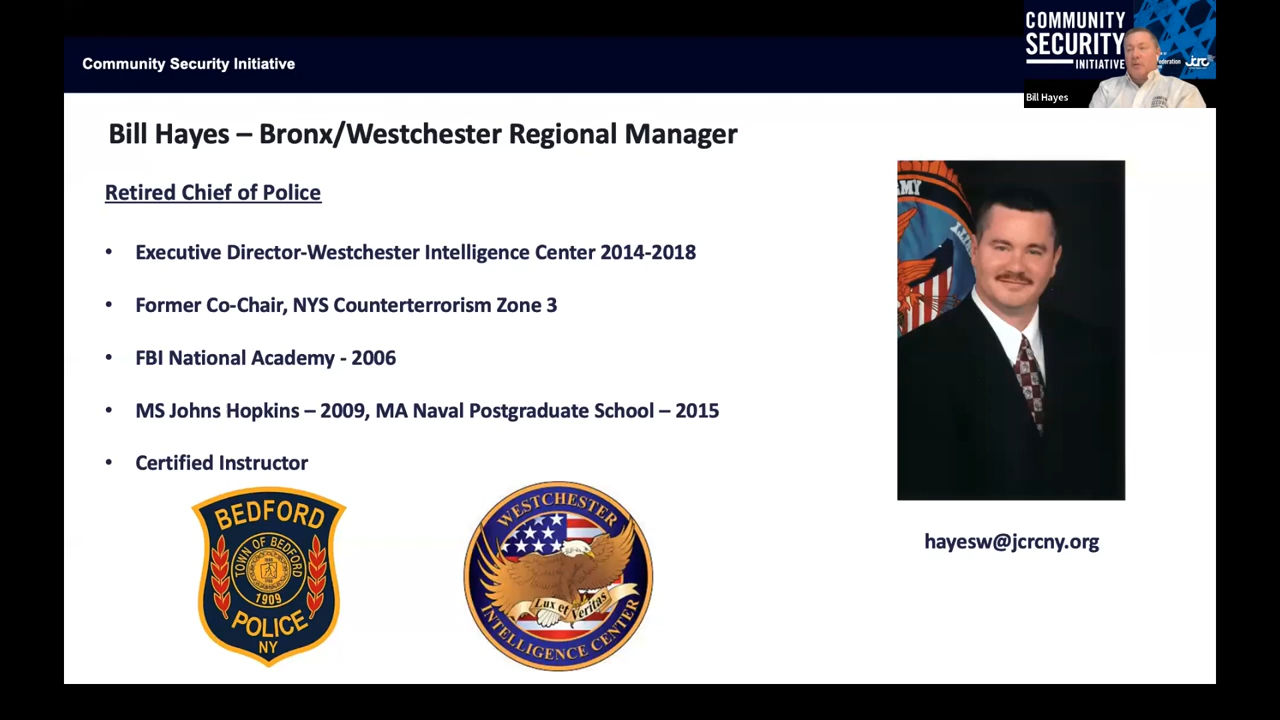 Community Security Initiative
COMMUNITY
SECURITY
INITIATIVE
jcrc
Bill Hayes
Bill Hayes – Bronx/Westchester Regional Manager
Retired Chief of Police
• Executive Director-Westchester Intelligence Center 2014-2018
• Former Co-Chair, NYS Counterterrorism Zone 3
• FBI National Academy - 2006
• MS Johns Hopkins – 2009, MA Naval Postgraduate School – 2015
• Certified Instructor
BEDFORD
TOWN OF BEDFORD
1909
POLICE
NY
WESTCHESTER
Lux et Veritas
INTELLIGENCE CENTER
hayesw@jcrcny.org